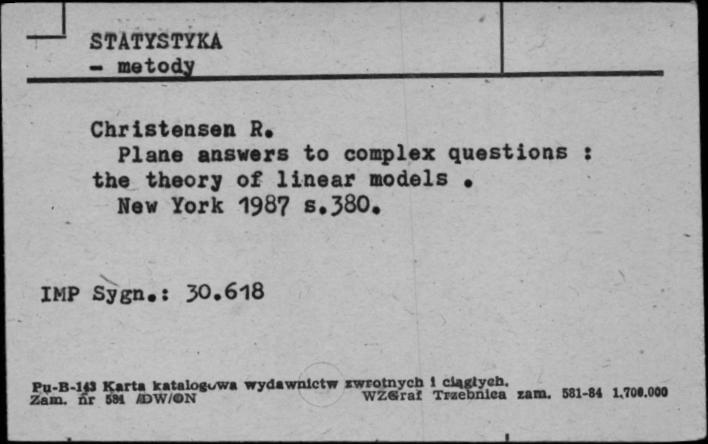 STATYSTYKA
- metody
Christensen R.
Plane answers to complex questions :
the theory of linear models .
New York 1987 s.380.
IMP Sygn.: 30.618
Pu-B-143 Karta katalogowa wydawnictw zwrotnych i ciągłych.
Zam. nr 581 /DW/ON WZGraf Trzebnica zam. 581-84 1.700.000